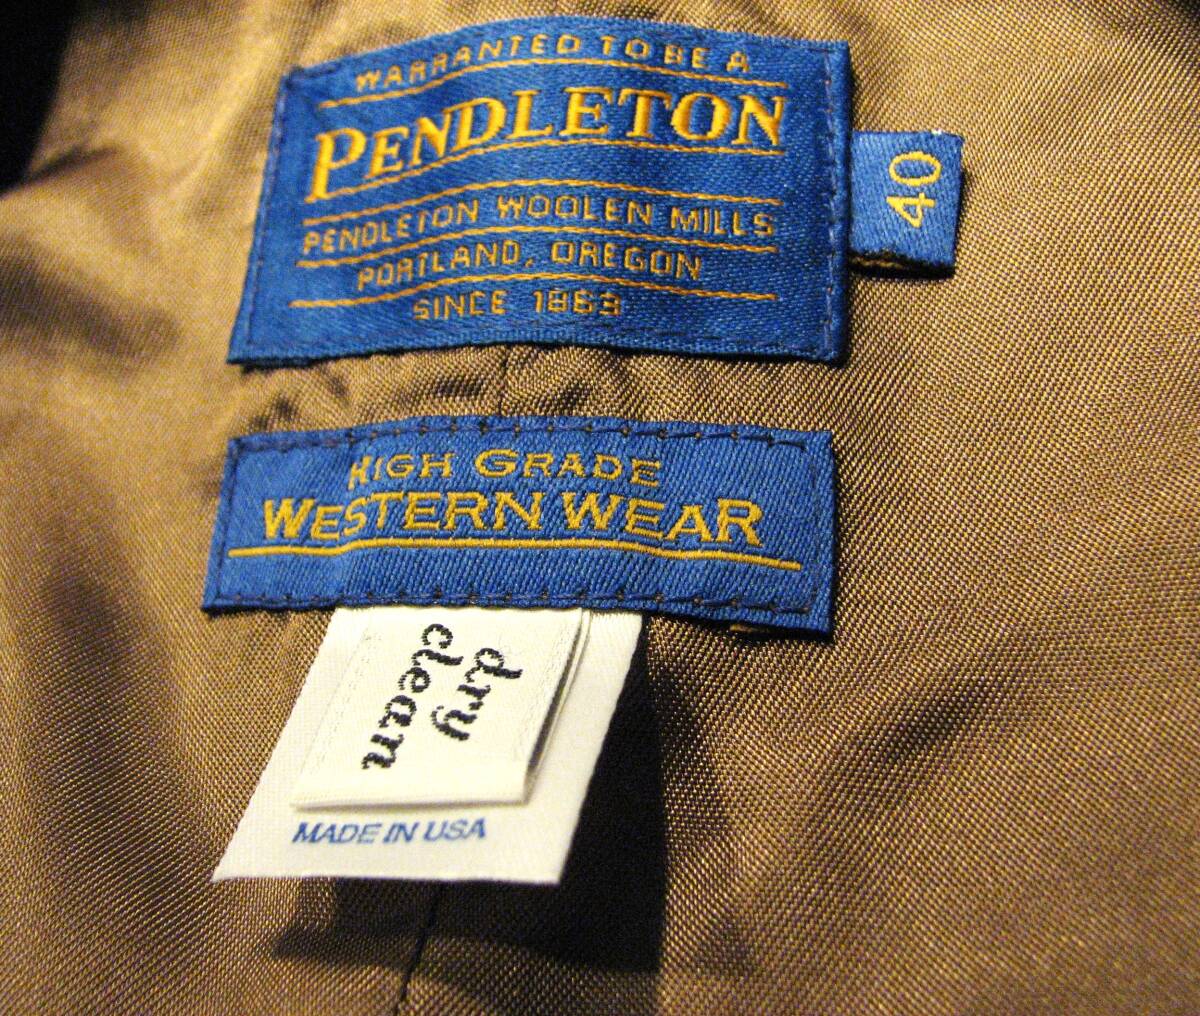 WARRANTED TO BE A
PENDLETON
PENDLETON WOOLEN MILLS
PORTLAND, OREGON
SINCE 1863
40
HIGH GRADE
WESTERN WEAR
dry
clean
MADE IN USA